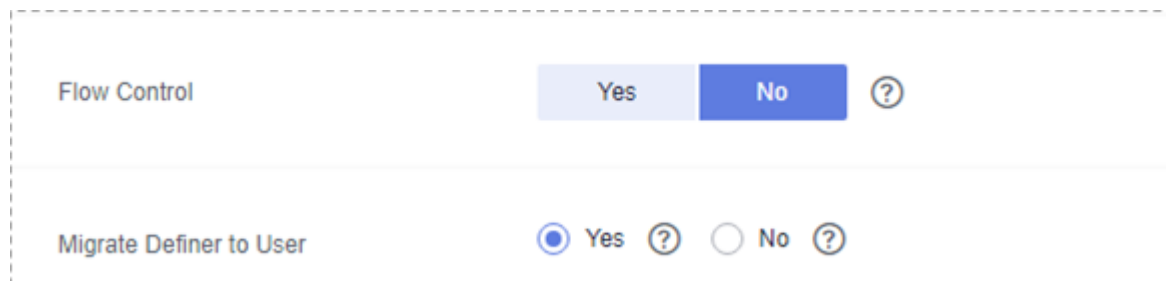 Flow Control Yes No ?
Migrate Definer to User Yes ? No ?